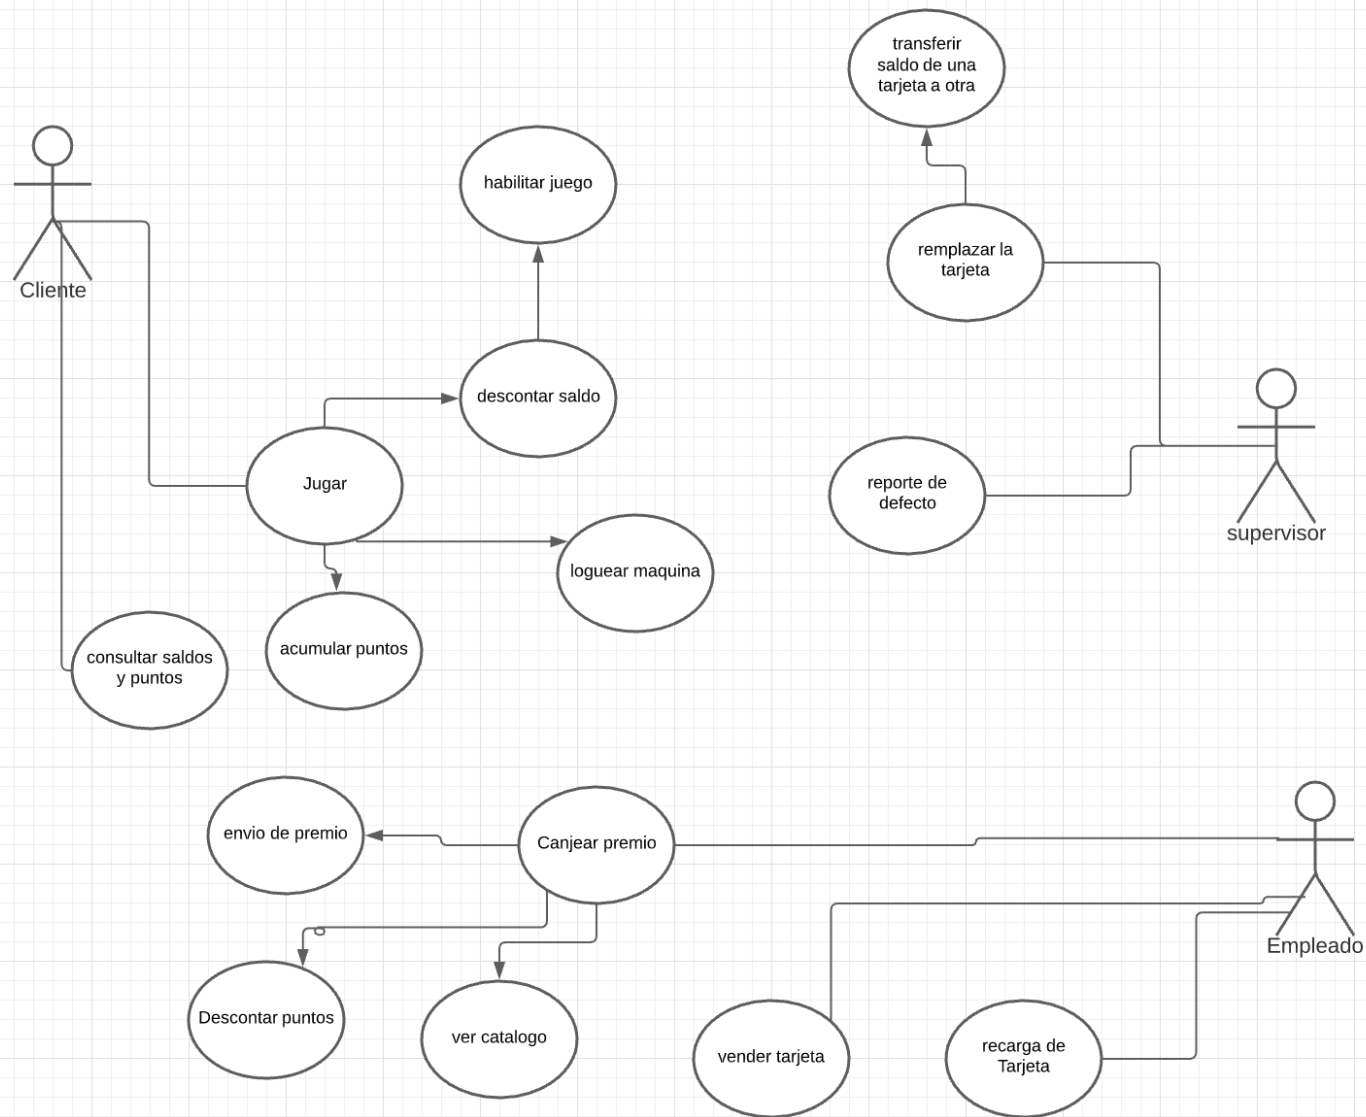 transferir
saldo de una
tarjeta a otra
habilitar juego
remplazar la
tarjeta
Cliente
descontar saldo
Jugar
reporte de
defecto
supervisor
loguear maquina
acumular puntos
consultar saldos
y puntos
envio de premio
Canjear premio
Empleado
Descontar puntos
ver catalogo
vender tarjeta
recarga de
Tarjeta